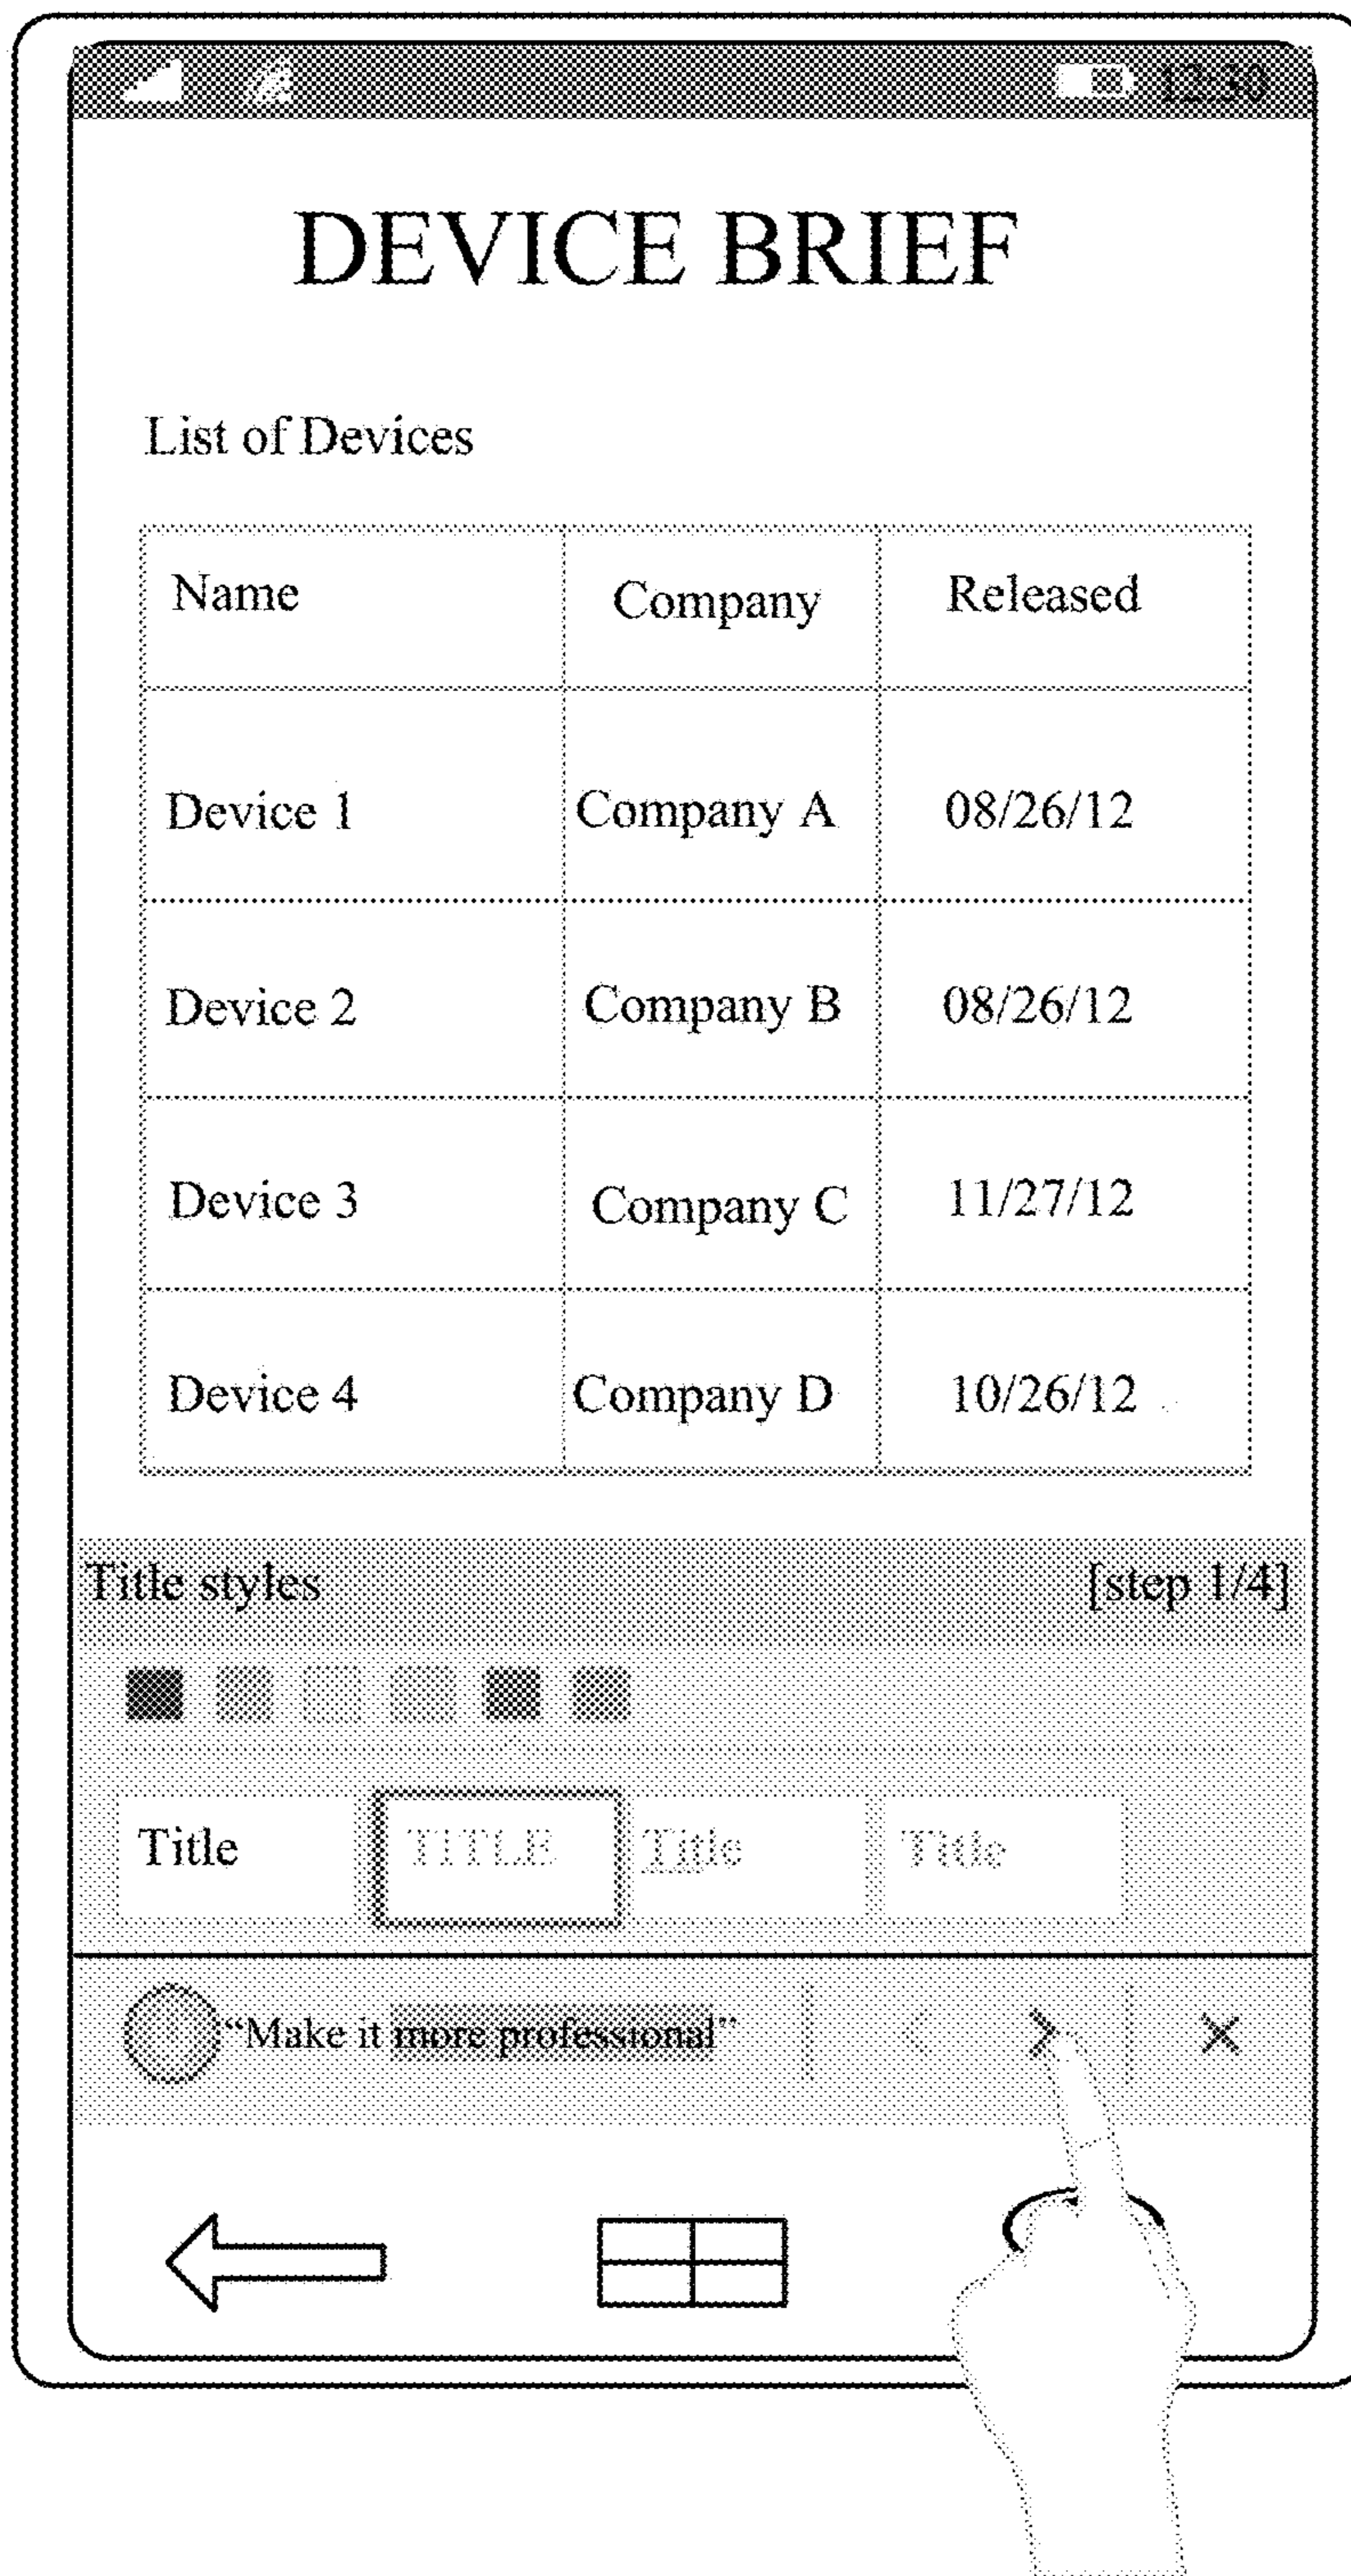 12:30
DEVICE BRIEF
List of Devices
Name Company Released
Device 1 Company A 08/26/12
Device 2 Company B 08/26/12
Device 3 Company C 11/27/12
Device 4 Company D 10/26/12
Title styles [step 1/4]
Title TITLE Title Title
“Make it more professional”